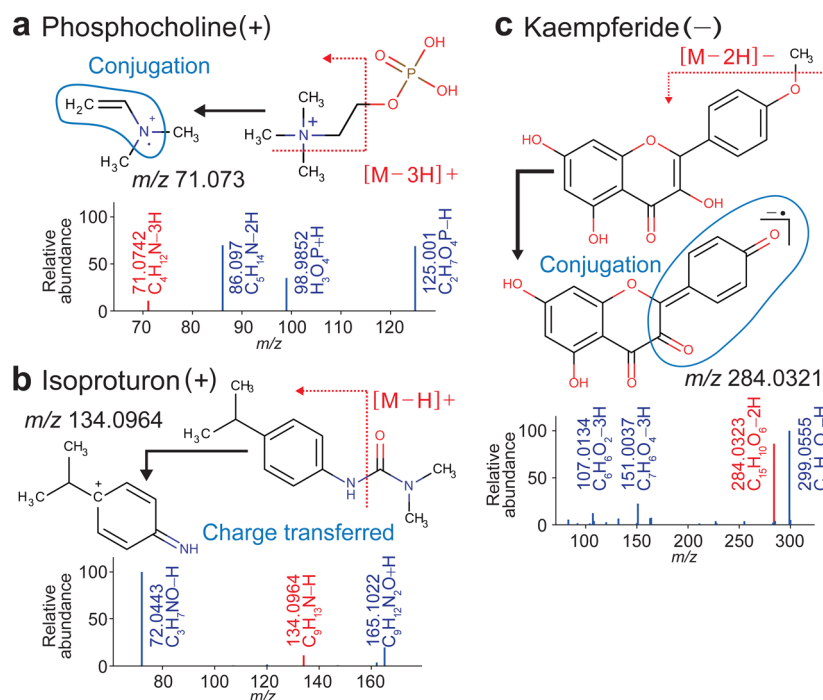 a Phosphocholine(+)
Conjugation
H₂C
N
+
•
CH₃
H₃C
m/z 71.073
CH₃
H₃C
N
+
CH₃
O
O
P
OH
OH
[M−3H]+
Relative
abundance
100
50
0
71.0742
C₄H₁₂N−3H
86.097
C₅H₁₄N−2H
98.9852
H₃O₄P+H
125.001
C₂H₇O₄P−H
70
80
90
100
110
120
m/z
b Isoproturon(+)
m/z 134.0964
CH₃
H₃C
+
NH
CH₃
H₃C
[M−H]+
O
N
H
N
CH₃
CH₃
Charge transferred
Relative
abundance
100
50
0
72.0443
C₃H₇NO−H
134.0964
C₉H₁₃N−H
165.1022
C₉H₁₂N₂O+H
80
100
120
140
160
m/z
c Kaempferide(−)
[M−2H]−
CH₃
O
HO
O
OH
O
OH
Conjugation
−•
O
HO
O
O
O
OH
m/z 284.0321
Relative
abundance
100
50
0
107.0134
C₆H₆O₂−3H
151.0037
C₇H₆O₄−3H
284.0323
C₁₅H₁₀O₆−2H
299.0555
100
150
200
250
300
m/z